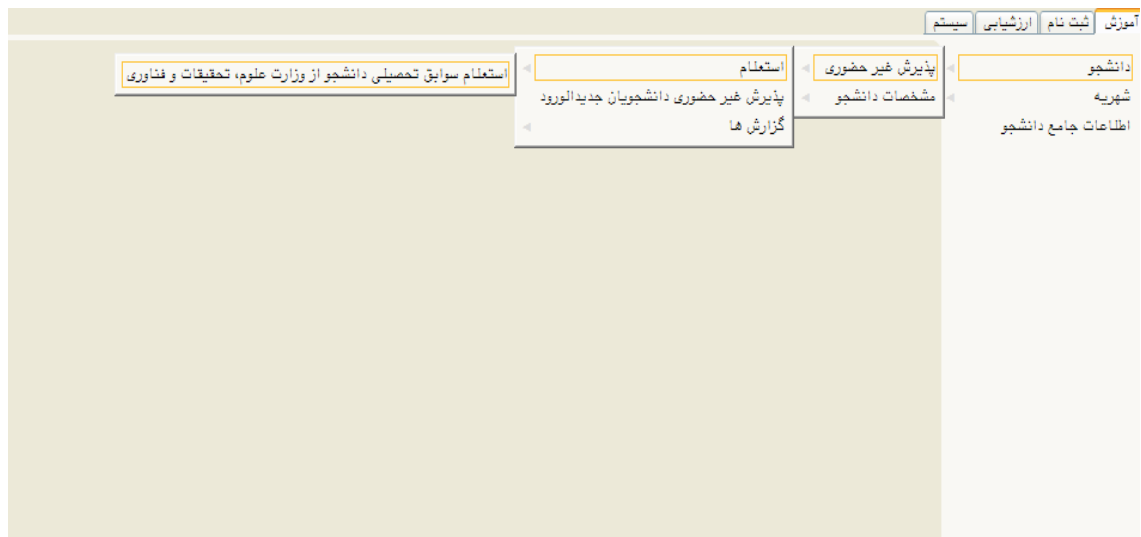 آموزش ثبت نام ارزشیابی سیستم
دانشجو
شهریه
اطلاعات جامع دانشجو
پذیرش غیر حضوری
مشخصات دانشجو
استعلام
پذیرش غیر حضوری دانشجویان جدیدالورود
گزارش ها
استعلام سوابق تحصیلی دانشجو از وزارت علوم، تحقیقات و فناوری